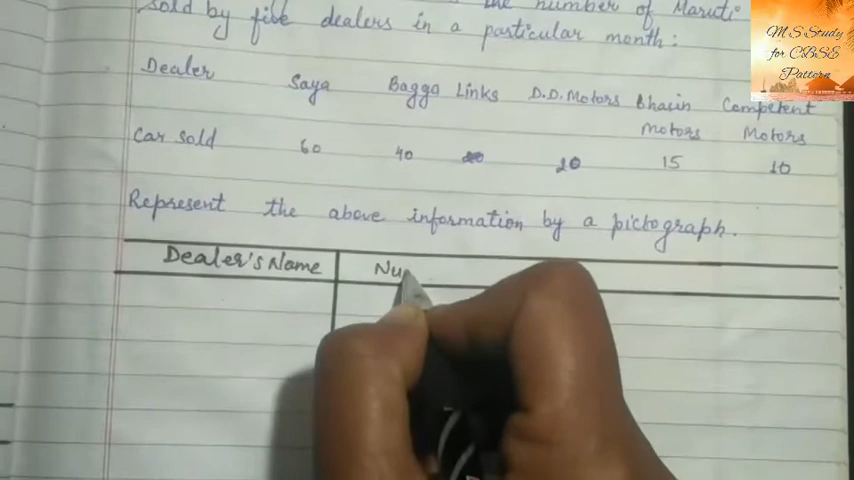 the number of Maruti
sold by five dealers in a particular month:
Dealer Saya Bagga Links D.D. Motors Bhasin Motors Competent Motors
Car sold 60 40 20 15 10
Represent the above information by a pictograph.
Dealer's Name Nu
M S Study
for CBSE
Pattern